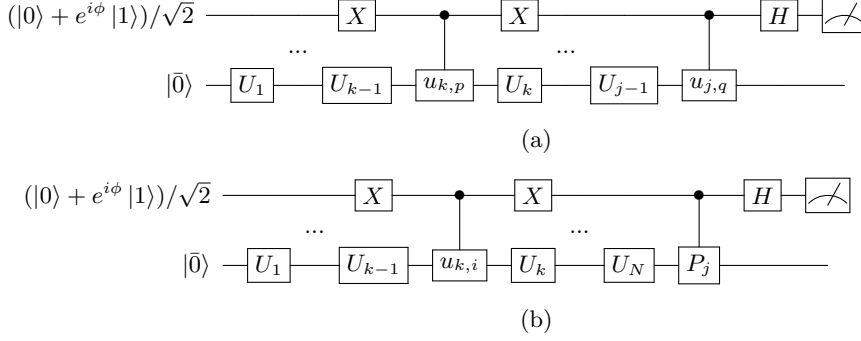 (|0⟩ + e^{iϕ} |1⟩)/√2 X X H
... ...
|0̄⟩ U_1 U_{k−1} u_{k,p} U_k U_{j−1} u_{j,q}
(a)
(|0⟩ + e^{iϕ} |1⟩)/√2 X X H
... ...
|0̄⟩ U_1 U_{k−1} u_{k,i} U_k U_N P_j
(b)